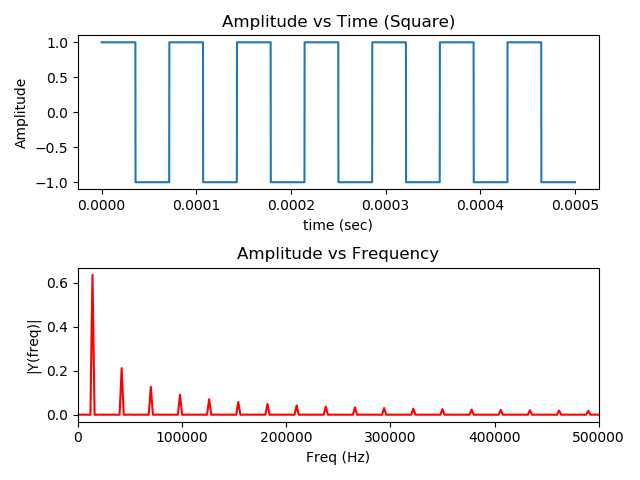 Amplitude vs Time (Square)
1.0
0.5
0.0
−0.5
−1.0
Amplitude
0.0000 0.0001 0.0002 0.0003 0.0004 0.0005
time (sec)
Amplitude vs Frequency
0.6
0.4
0.2
0.0
|Y(freq)|
0 100000 200000 300000 400000 500000
Freq (Hz)